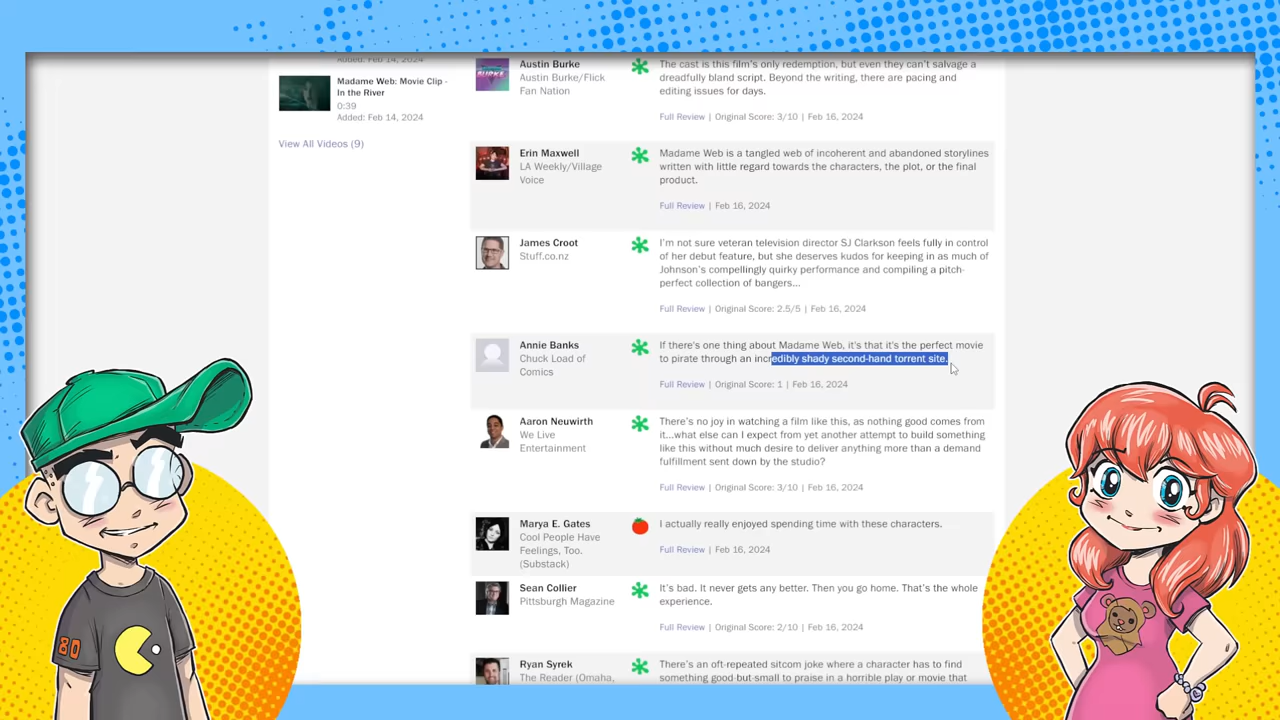 Added: Feb 14, 2024
Madame Web: Movie Clip -
In the River
0:39
Added: Feb 14, 2024
View All Videos (9)
Austin Burke
Austin Burke/Flick
Fan Nation
The cast is this film's only redemption, but even they can't salvage a
dreadfully bland script. Beyond the writing, there are pacing and
editing issues for days.
Full Review | Original Score: 3/10 | Feb 16, 2024
Erin Maxwell
LA Weekly/Village
Voice
Madame Web is a tangled web of incoherent and abandoned storylines
written with little regard towards the characters, the plot, or the final
product.
Full Review | Feb 16, 2024
James Croot
Stuff.co.nz
I'm not sure veteran television director SJ Clarkson feels fully in control
of her debut feature, but she deserves kudos for keeping in as much of
Johnson's compellingly quirky performance and compiling a pitch-
perfect collection of bangers...
Full Review | Original Score: 2.5/5 | Feb 16, 2024
Annie Banks
Chuck Load of
Comics
If there's one thing about Madame Web, it's that it's the perfect movie
to pirate through an incredibly shady second-hand torrent site.
Full Review | Original Score: 1 | Feb 16, 2024
Aaron Neuwirth
We Live
Entertainment
There's no joy in watching a film like this, as nothing good comes from
it...what else can I expect from yet another attempt to build something
like this without much desire to deliver anything more than a demand
fulfillment sent down by the studio?
Full Review | Original Score: 3/10 | Feb 16, 2024
Marya E. Gates
Cool People Have
Feelings, Too.
(Substack)
I actually really enjoyed spending time with these characters.
Full Review | Feb 16, 2024
Sean Collier
Pittsburgh Magazine
It's bad. It never gets any better. Then you go home. That's the whole
experience.
Full Review | Original Score: 2/10 | Feb 16, 2024
Ryan Syrek
The Reader (Omaha,
There's an oft-repeated sitcom joke where a character has to find
something good-but-small to praise in a horrible play or movie that
80